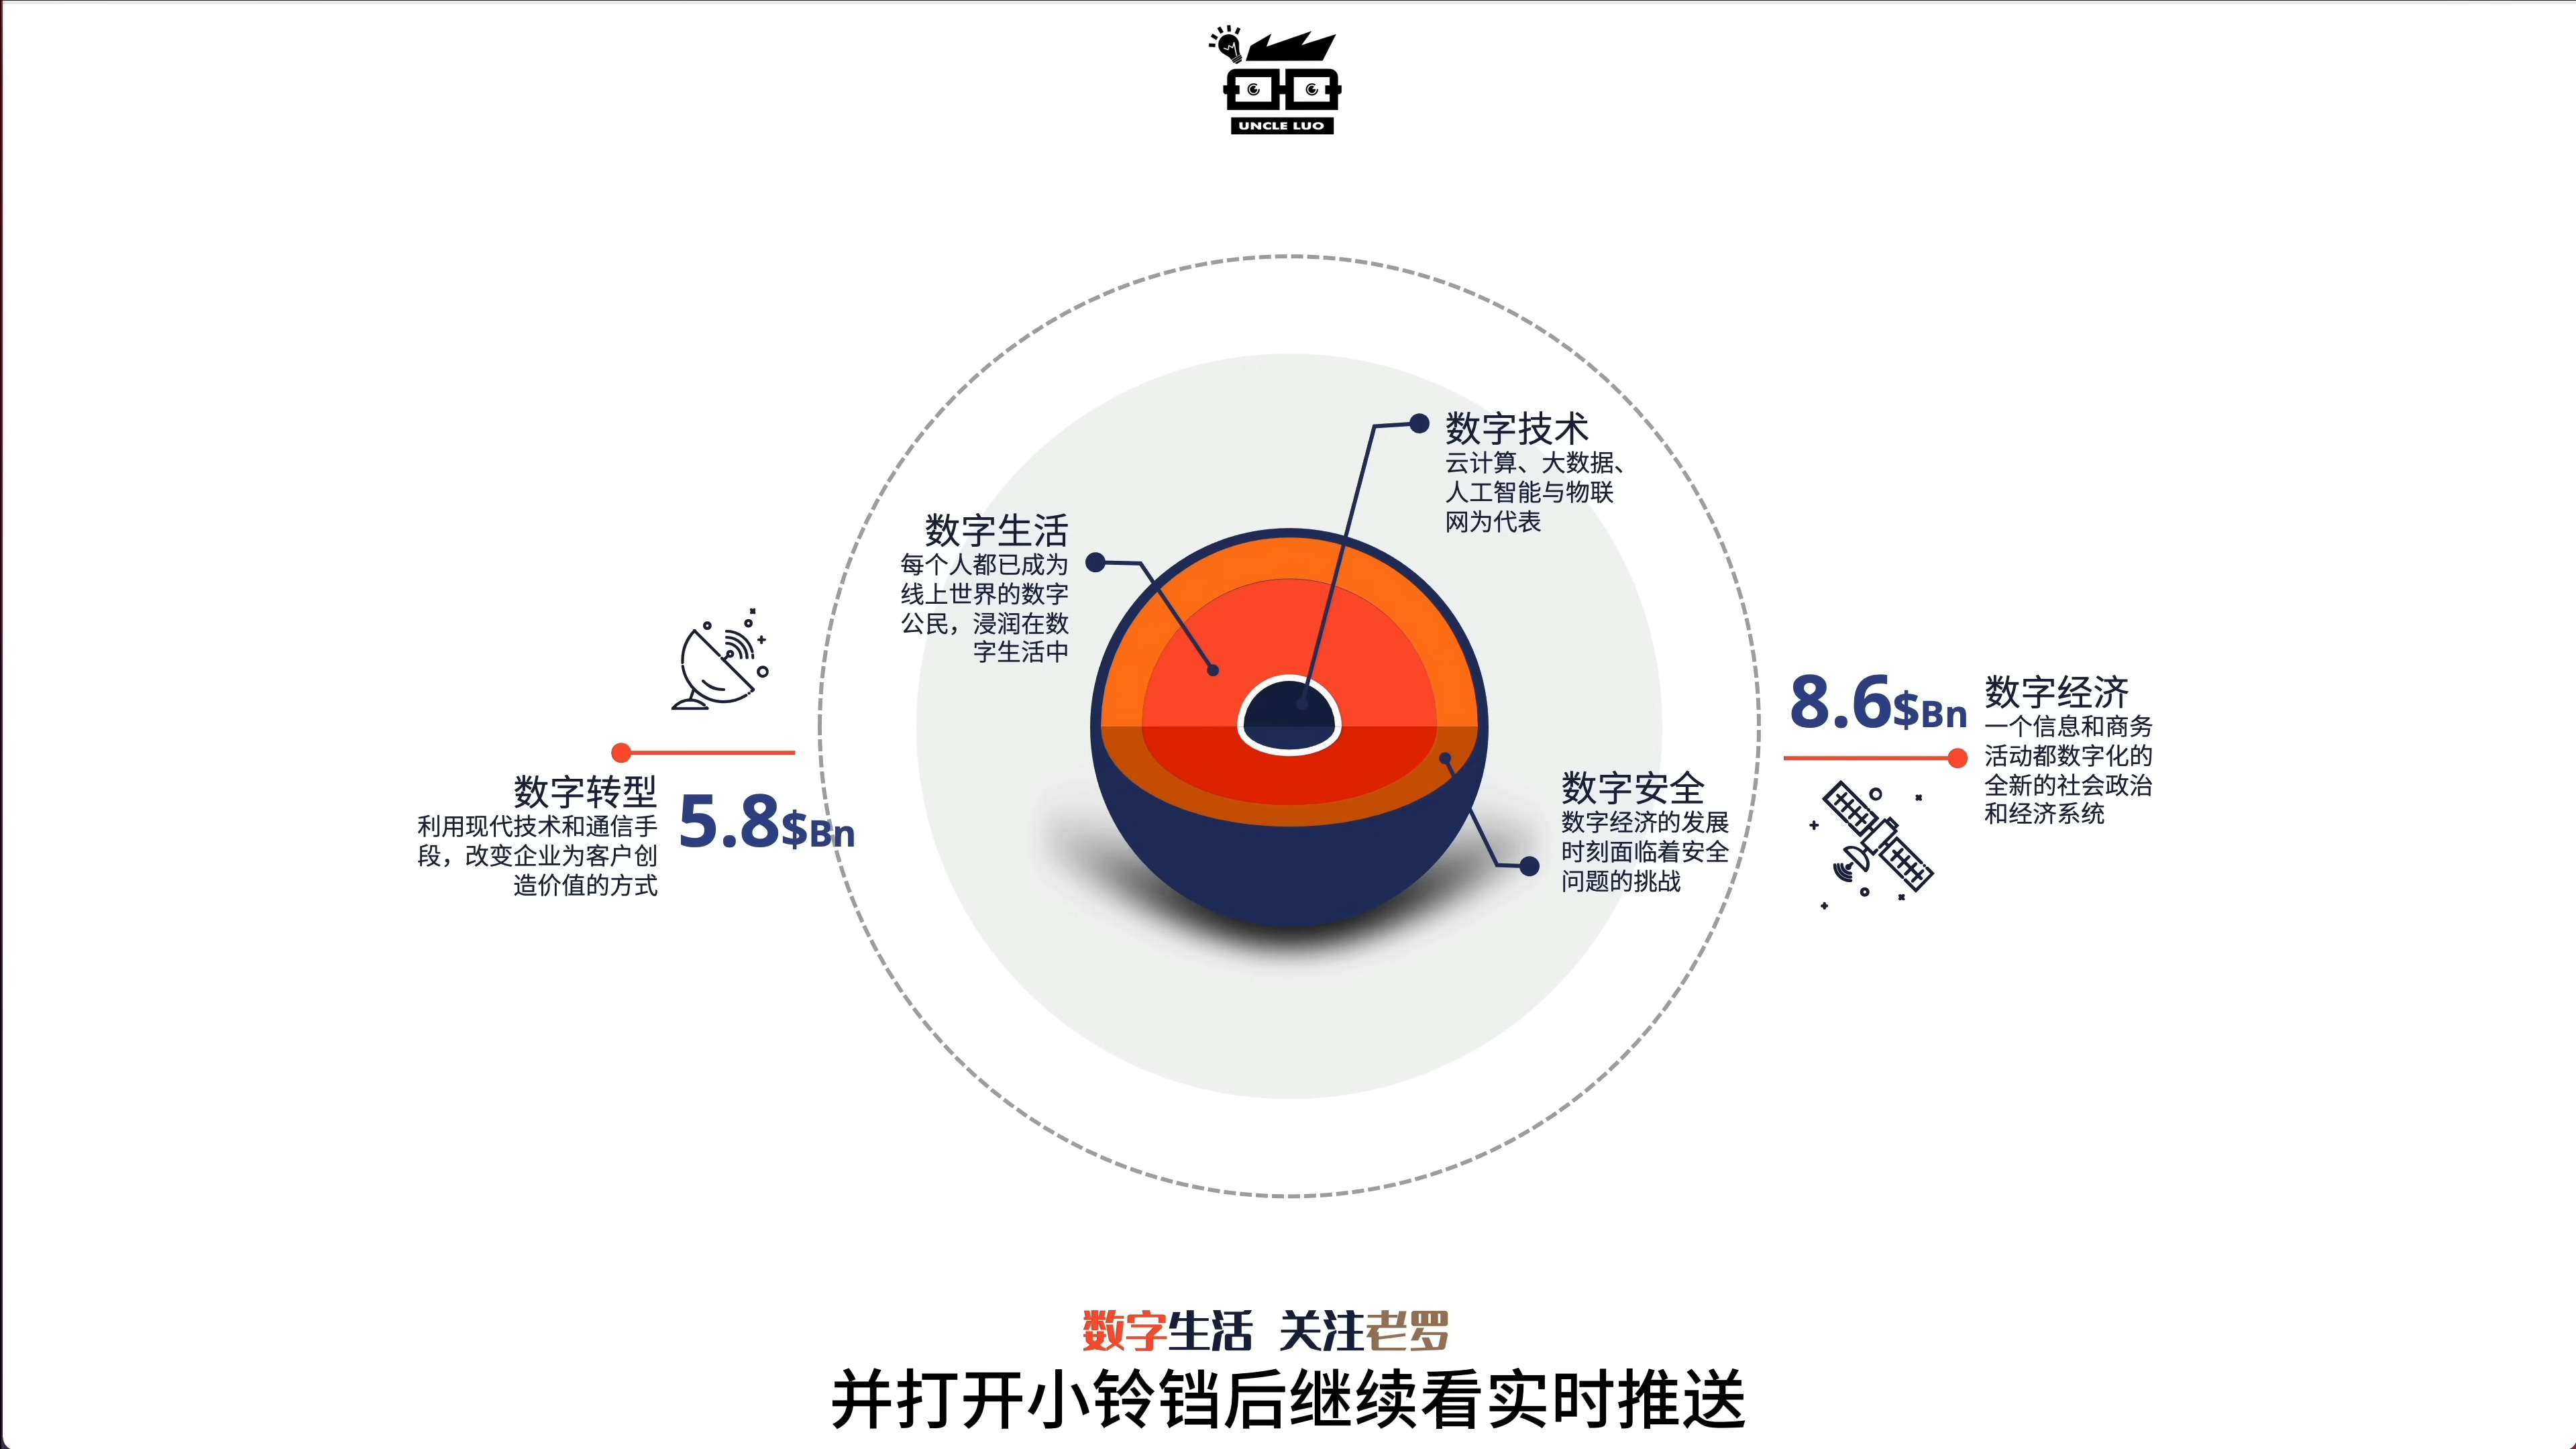 UNCLE LUO
数字技术
云计算、大数据、
人工智能与物联
网为代表
数字生活
每个人都已成为
线上世界的数字
公民，浸润在数
字生活中
8.6$Bn
数字经济
一个信息和商务
活动都数字化的
全新的社会政治
和经济系统
数字转型
利用现代技术和通信手
段，改变企业为客户创
造价值的方式
5.8$Bn
数字安全
数字经济的发展
时刻面临着安全
问题的挑战
数字生活 关注老罗
并打开小铃铛后继续看实时推送